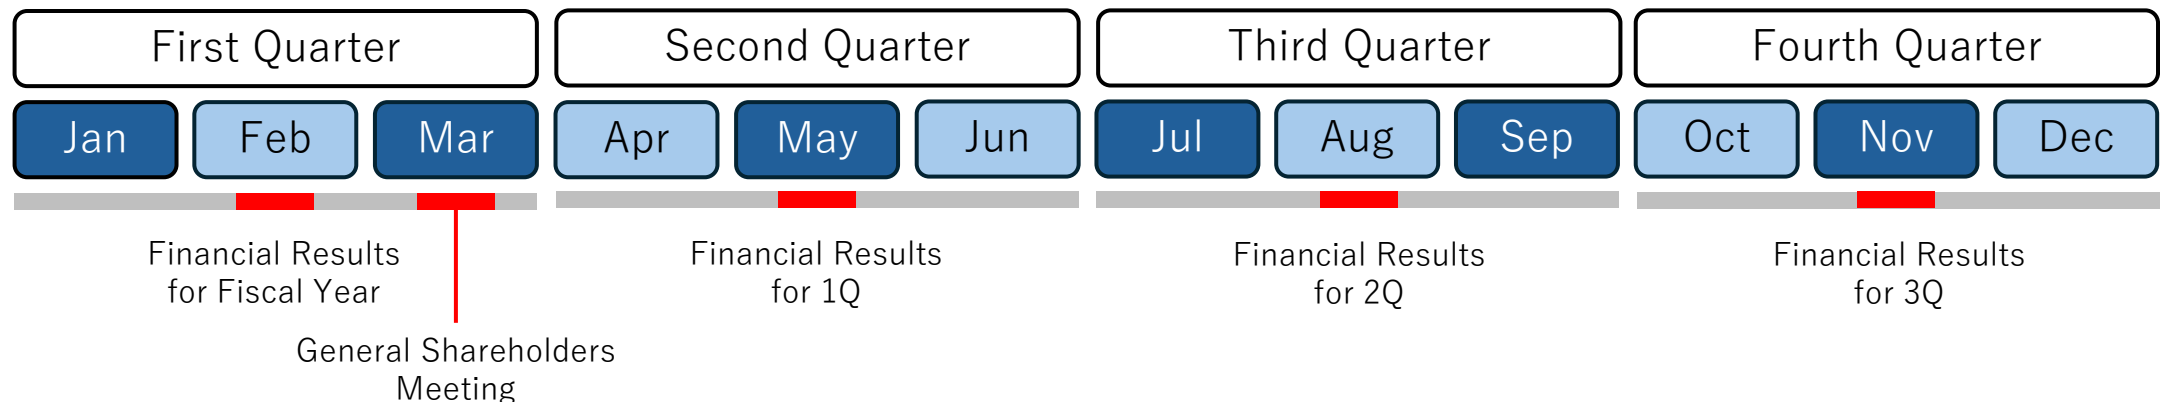 First Quarter
Second Quarter
Third Quarter
Fourth Quarter
Jan
Feb
Mar
Apr
May
Jun
Jul
Aug
Sep
Oct
Nov
Dec
Financial Results
for Fiscal Year
General Shareholders
Meeting
Financial Results
for 1Q
Financial Results
for 2Q
Financial Results
for 3Q